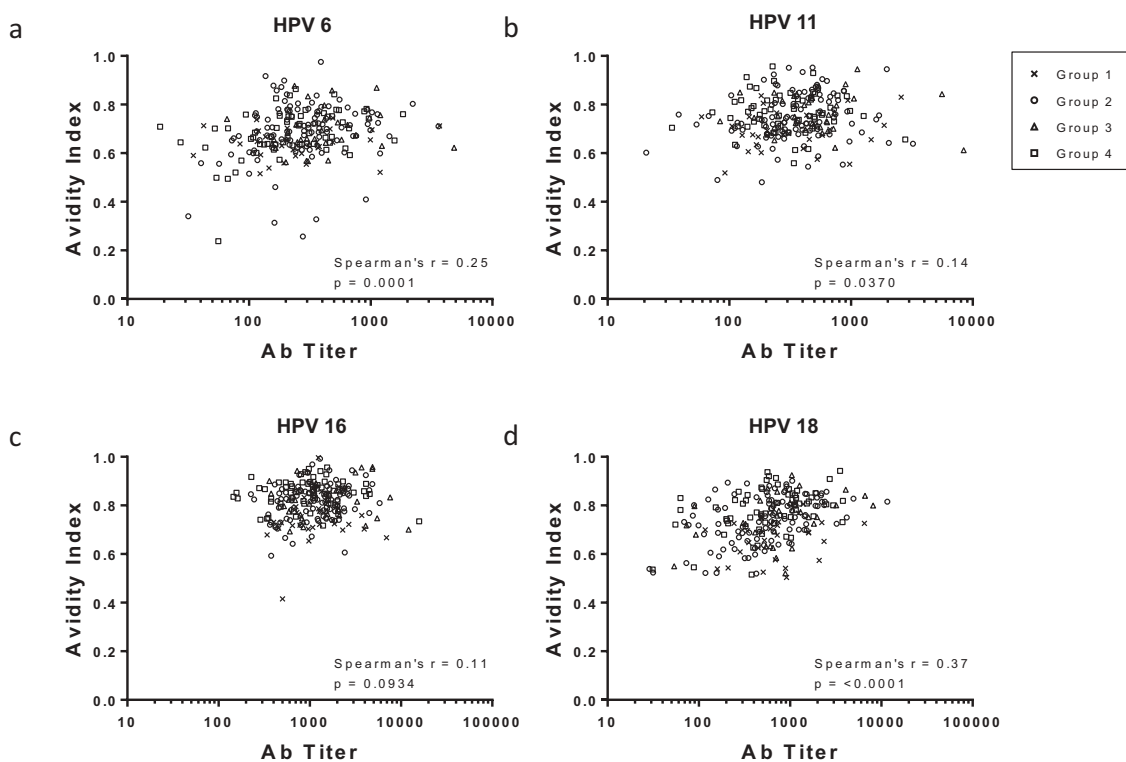 a
HPV 6
1.0
0.8
0.6
0.4
0.2
0.0
Avidity Index
10 100 1000 10000
Ab Titer
Spearman's r = 0.25
p = 0.0001
b
HPV 11
1.0
0.8
0.6
0.4
0.2
0.0
Avidity Index
10 100 1000 10000
Ab Titer
Spearman's r = 0.14
p = 0.0370
Group 1
Group 2
Group 3
Group 4
c
HPV 16
1.0
0.8
0.6
0.4
0.2
0.0
Avidity Index
10 100 1000 10000 100000
Ab Titer
Spearman's r = 0.11
p = 0.0934
d
HPV 18
1.0
0.8
0.6
0.4
0.2
0.0
Avidity Index
10 100 1000 10000 100000
Ab Titer
Spearman's r = 0.37
p = <0.0001